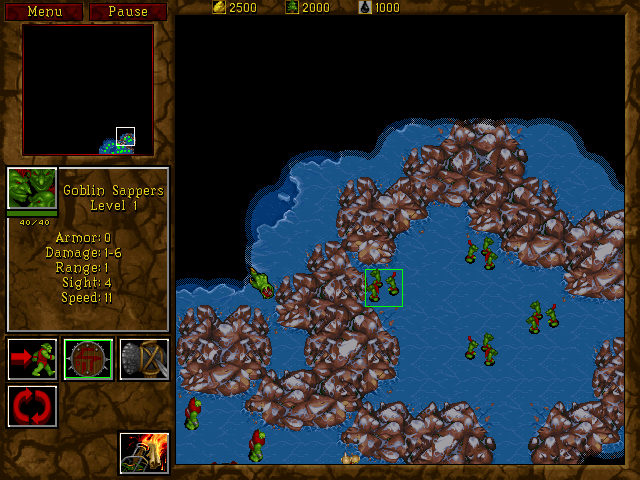 Menu Pause 2500 2000 1000
Goblin Sappers
Level 1
40/40
Armor: 0
Damage: 1-6
Range: 1
Sight: 4
Speed: 11